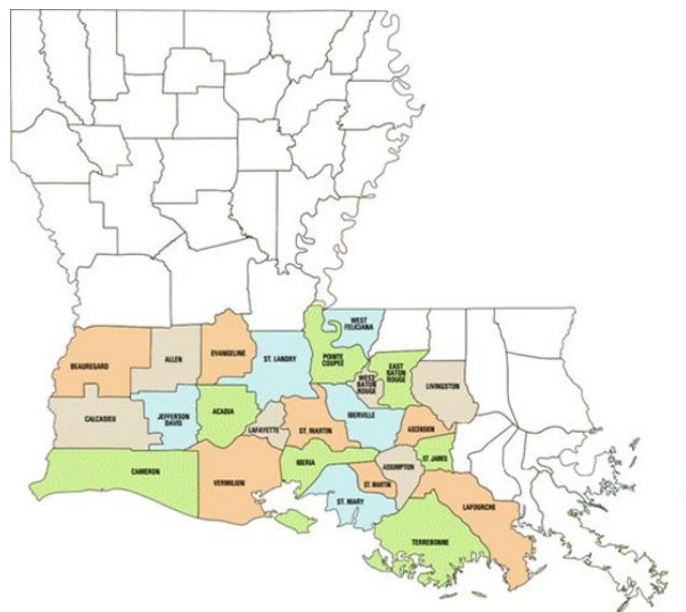 WEST
FELICIANA
BEAUREGARD
ALLEN
EVANGELINE
ST. LANDRY
POINTE
COUPEE
WEST
BATON
ROUGE
EAST
BATON
ROUGE
LIVINGSTON
CALCASIEU
JEFFERSON
DAVIS
ACADIA
LAFAYETTE
ST. MARTIN
IBERVILLE
ASCENSION
CAMERON
VERMILION
IBERIA
ASSUMPTION
ST. JAMES
ST. MARTIN
ST. MARY
LAFOURCHE
TERREBONNE